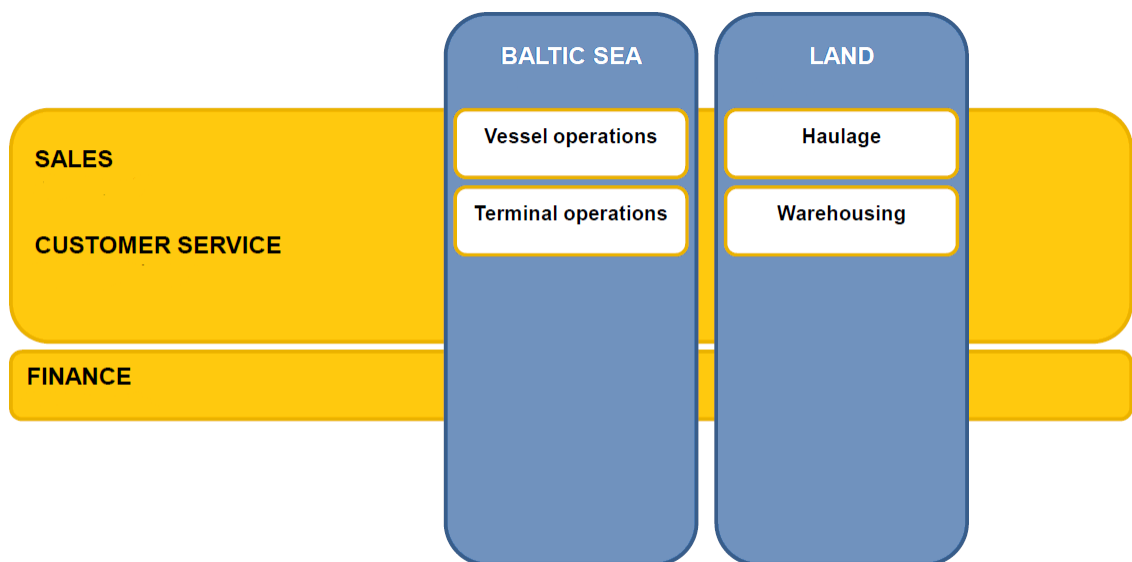 BALTIC SEA
LAND
Vessel operations
Haulage
SALES
Terminal operations
Warehousing
CUSTOMER SERVICE
FINANCE